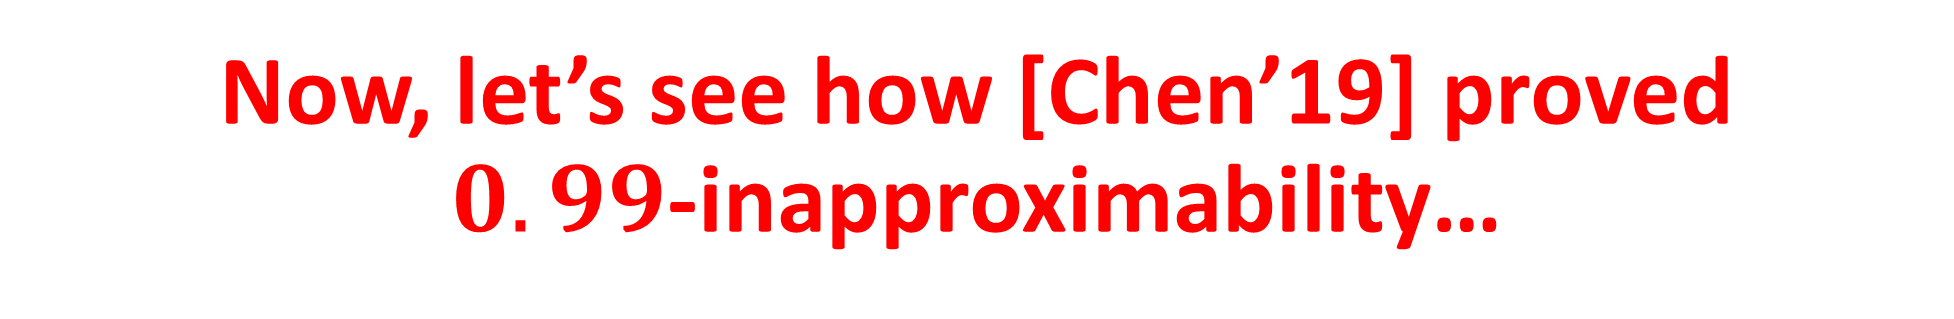 Now, let’s see how [Chen’19] proved
0.99-inapproximability…